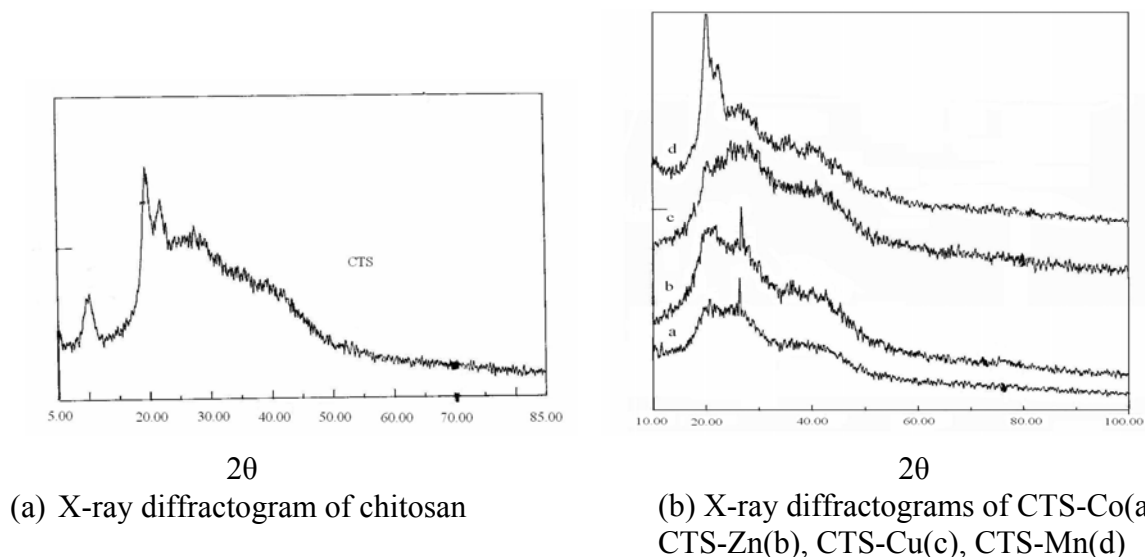 CTS
5.00 20.00 30.00 40.00 50.00 60.00 70.00 85.00
2θ
(a) X-ray diffractogram of chitosan
d
c
b
a
10.00 20.00 40.00 60.00 80.00 100.00
2θ
(b) X-ray diffractograms of CTS-Co(a
CTS-Zn(b), CTS-Cu(c), CTS-Mn(d)